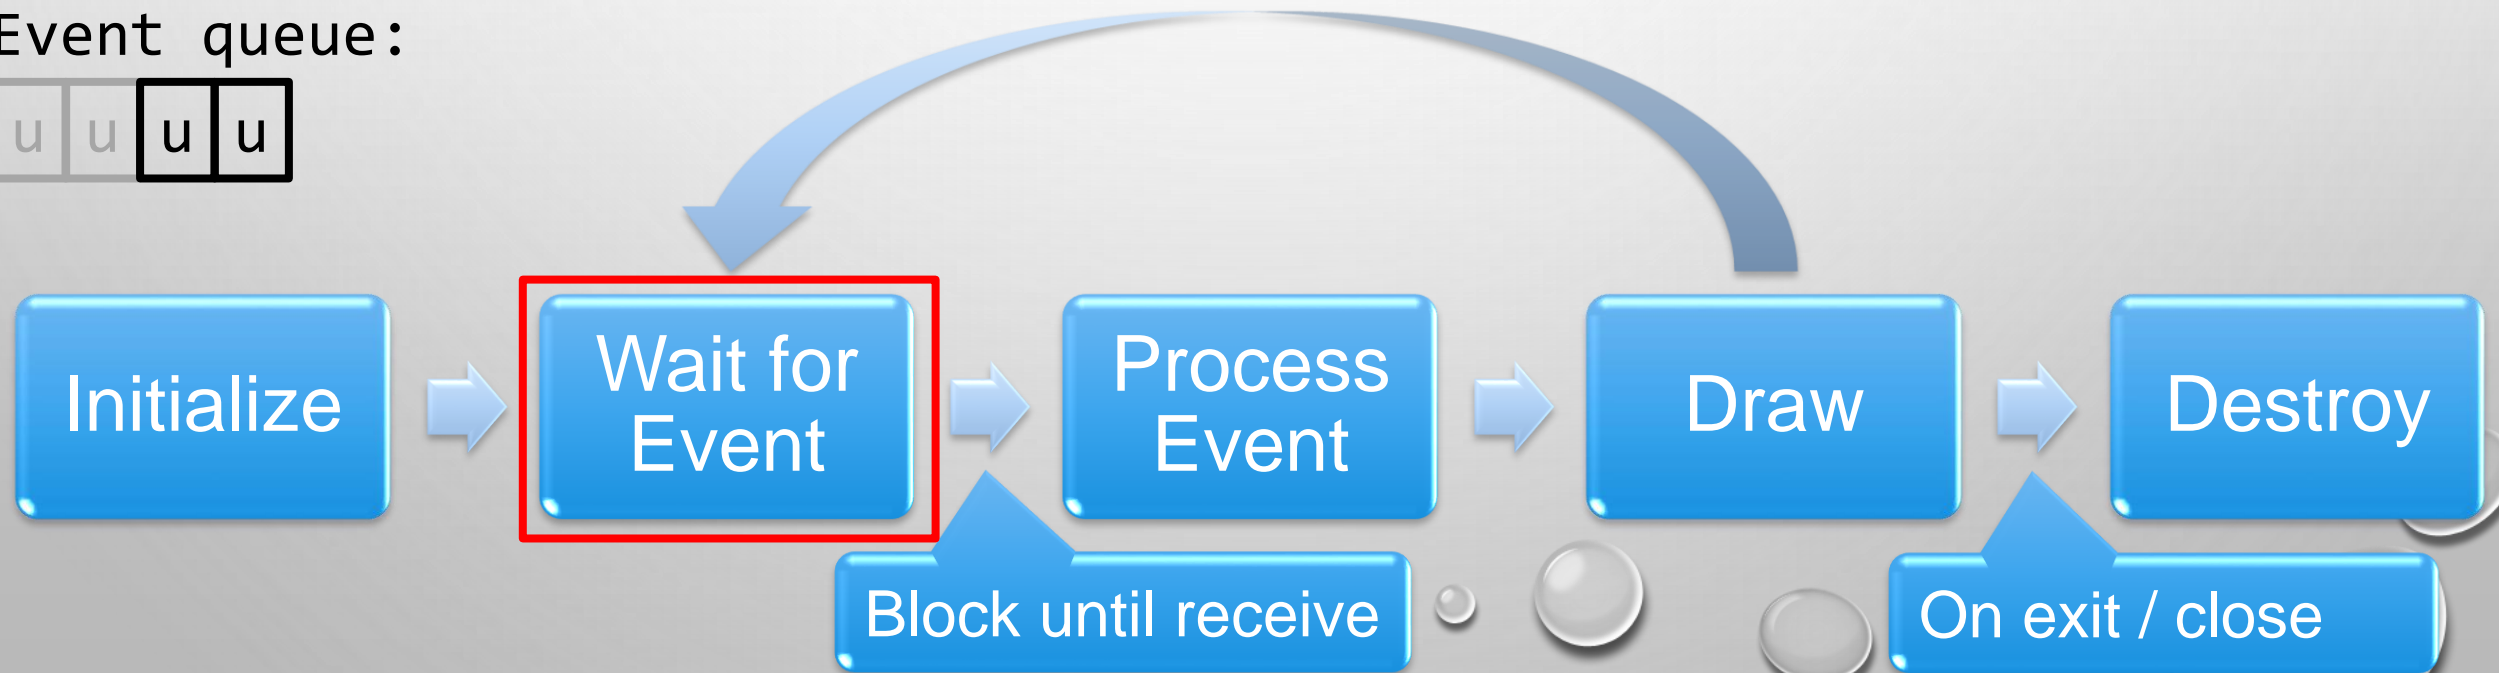 Event queue:
u u u u
Initialize
Wait for
Event
Process
Event
Draw
Destroy
Block until receive
On exit / close